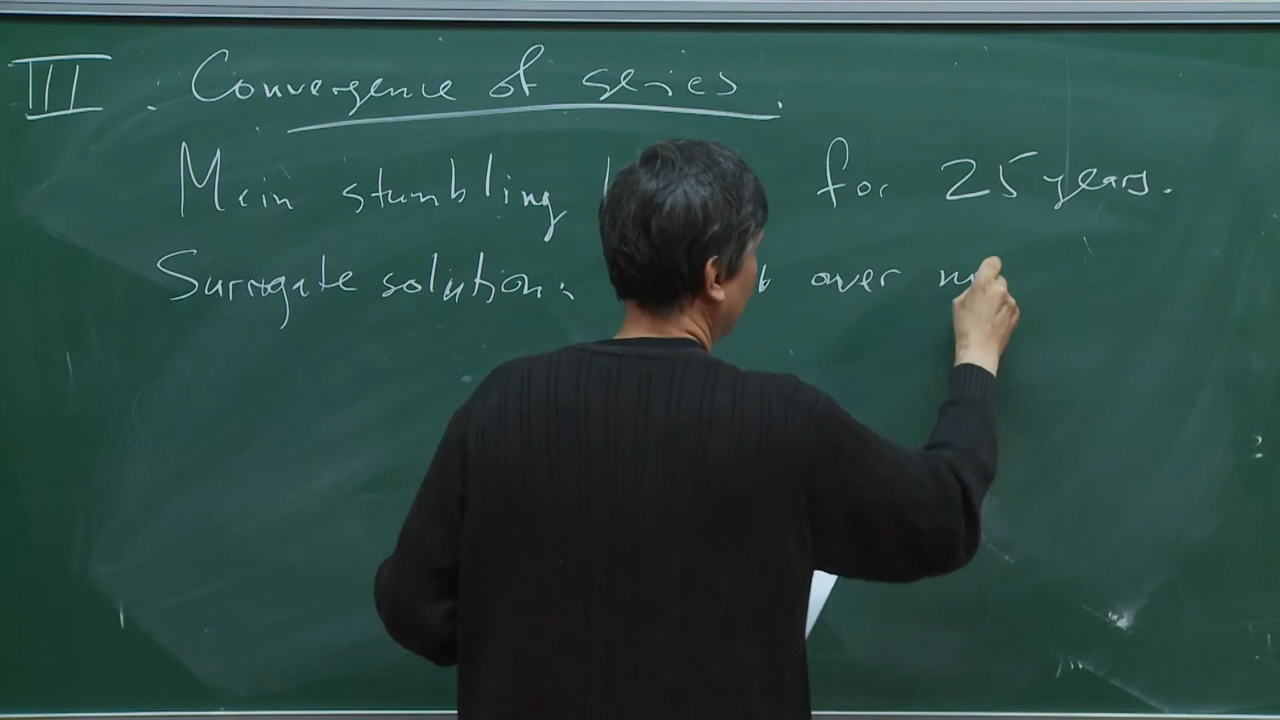 III. Convergence of series.
Main stumbling for 25 years.
Surrogate solution: over